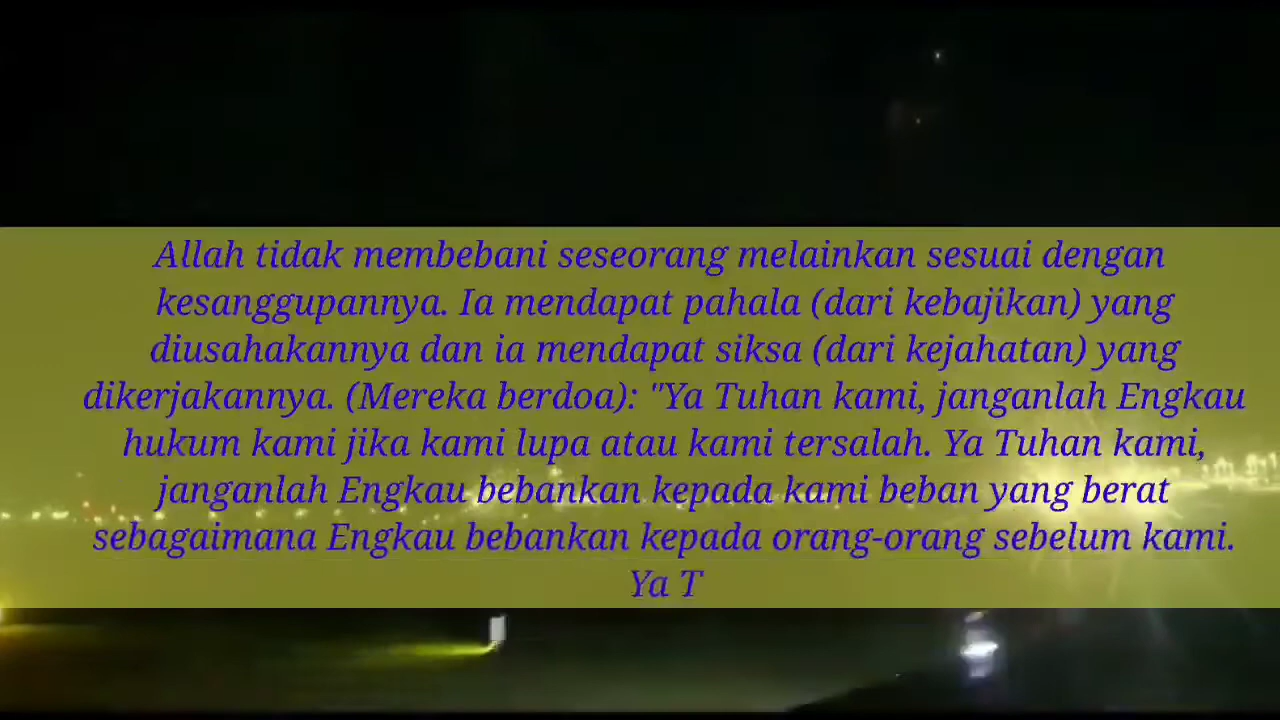 Allah tidak membebani seseorang melainkan sesuai dengan
kesanggupannya. Ia mendapat pahala (dari kebajikan) yang
diusahakannya dan ia mendapat siksa (dari kejahatan) yang
dikerjakannya. (Mereka berdoa): "Ya Tuhan kami, janganlah Engkau
hukum kami jika kami lupa atau kami tersalah. Ya Tuhan kami,
janganlah Engkau bebankan kepada kami beban yang berat
sebagaimana Engkau bebankan kepada orang-orang sebelum kami.
Ya T